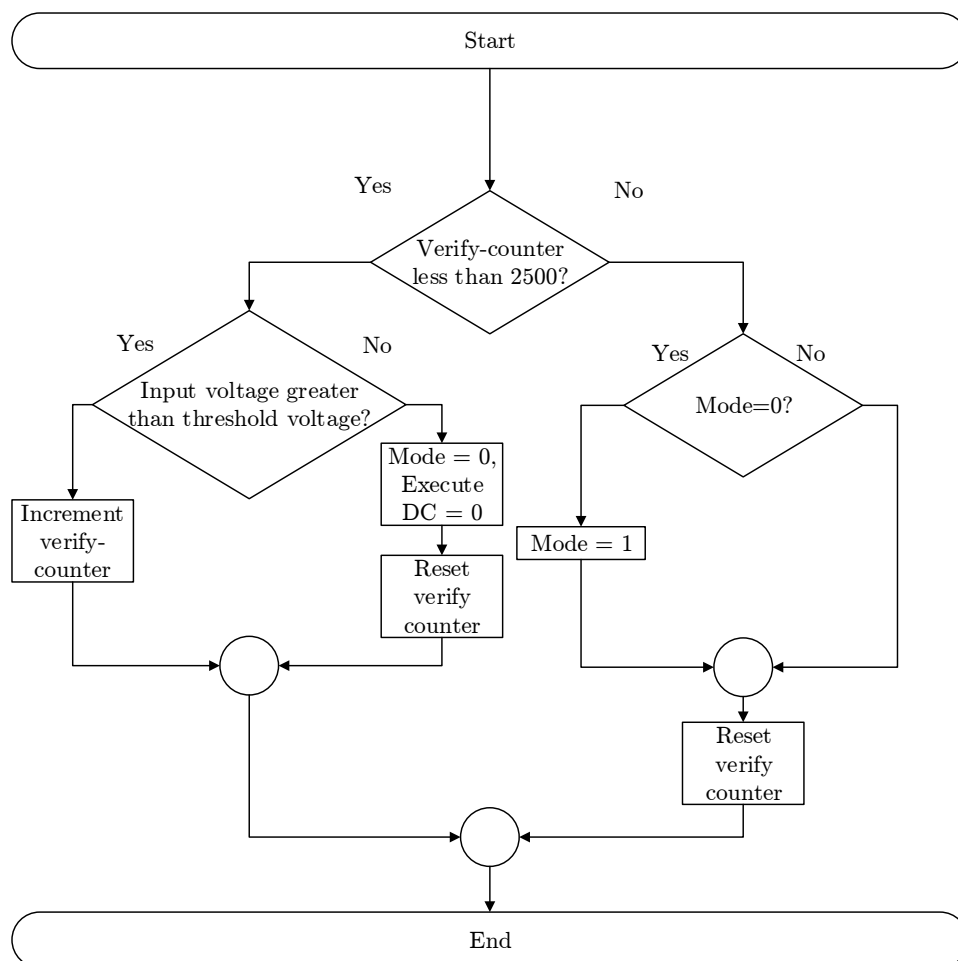 Start
Yes
No
Verify-counter
less than 2500?
Yes
No
Input voltage greater
than threshold voltage?
Yes
No
Mode=0?
Mode = 0,
Execute
DC = 0
Increment
verify-
counter
Mode = 1
Reset
verify
counter
Reset
verify
counter
End